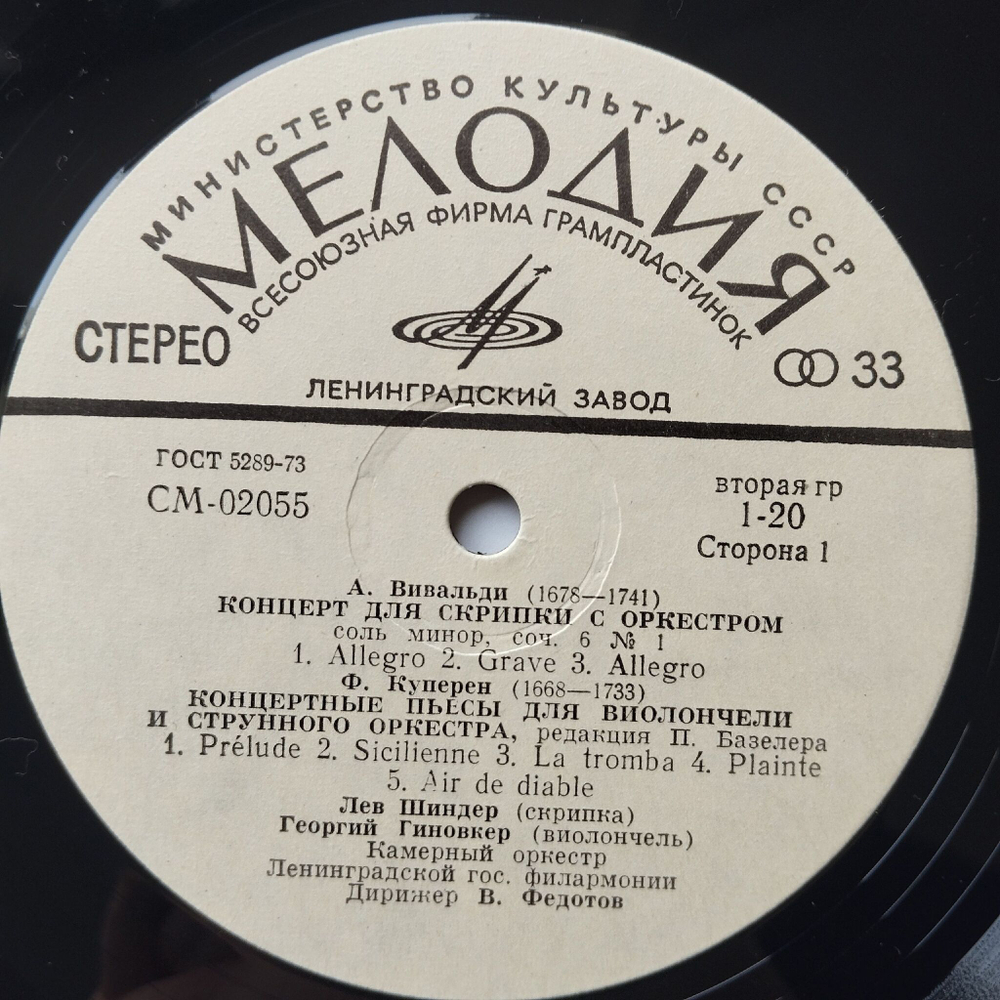 МИНИСТЕРСТВО КУЛЬТУРЫ СССР
МЕЛОДИЯ
ВСЕСОЮЗНАЯ ФИРМА ГРАМПЛАСТИНОК
СТЕРЕО
33
ЛЕНИНГРАДСКИЙ ЗАВОД
ГОСТ 5289-73
СМ-02055
вторая гр
1-20
Сторона 1
А. Вивальди (1678—1741)
КОНЦЕРТ ДЛЯ СКРИПКИ С ОРКЕСТРОМ
соль минор, соч. 6 № 1
1. Allegro 2. Grave 3. Allegro
Ф. Куперен (1668—1733)
КОНЦЕРТНЫЕ ПЬЕСЫ ДЛЯ ВИОЛОНЧЕЛИ
И СТРУННОГО ОРКЕСТРА, редакция П. Базелера
1. Prélude 2. Sicilienne 3. La tromba 4. Plainte
5. Air de diable
Лев Шиндер (скрипка)
Георгий Гиновкер (виолончель)
Камерный оркестр
Ленинградской гос. филармонии
Дирижер В. Федотов